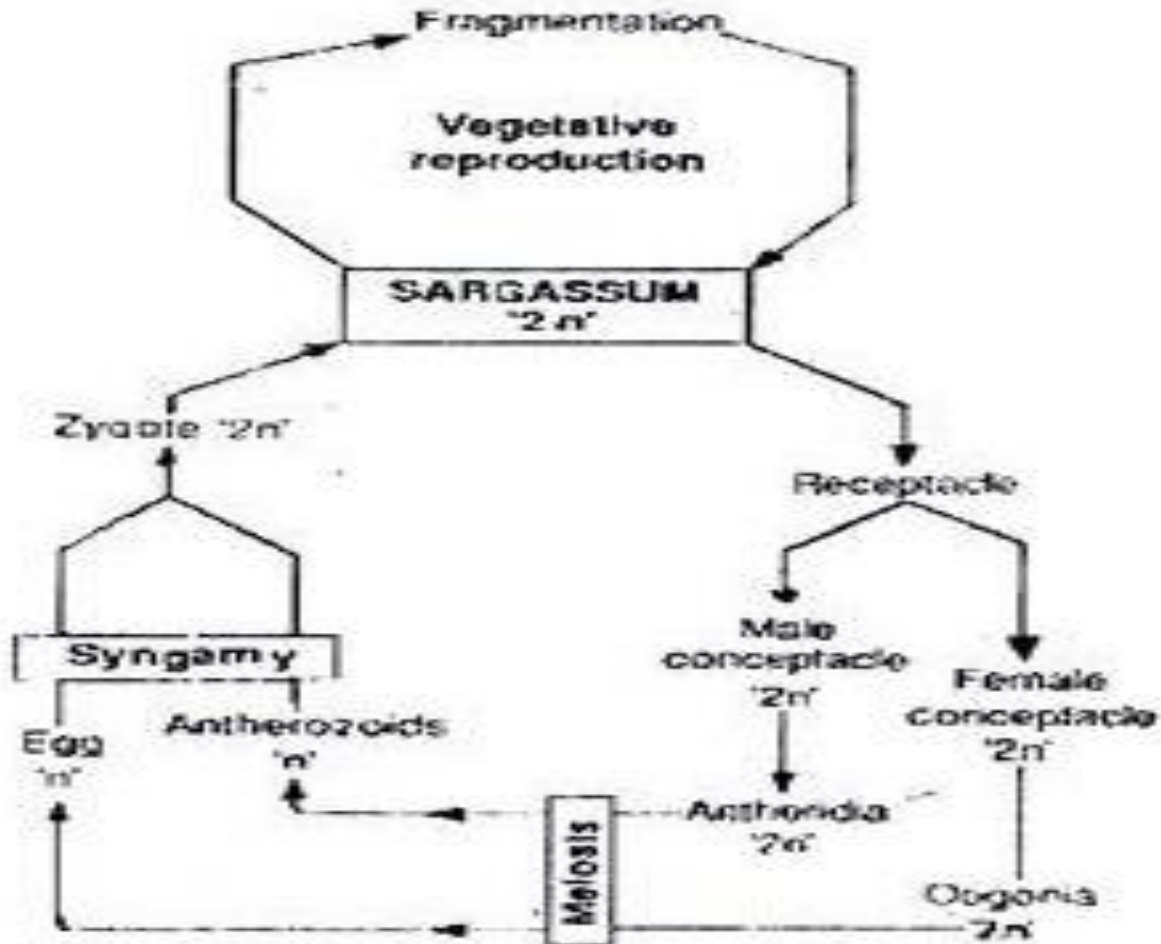 Fragmentation
Vegetative
reproduction
SARGASSUM
'2n'
Zygote '2n'
Receptacle
Syngamy
Male
conceptacle
'2n'
Female
conceptacle
'2n'
Egg
'n'
Antherozoids
'n'
Antheridia
'2n'
Meiosis
Oogonia
2n'